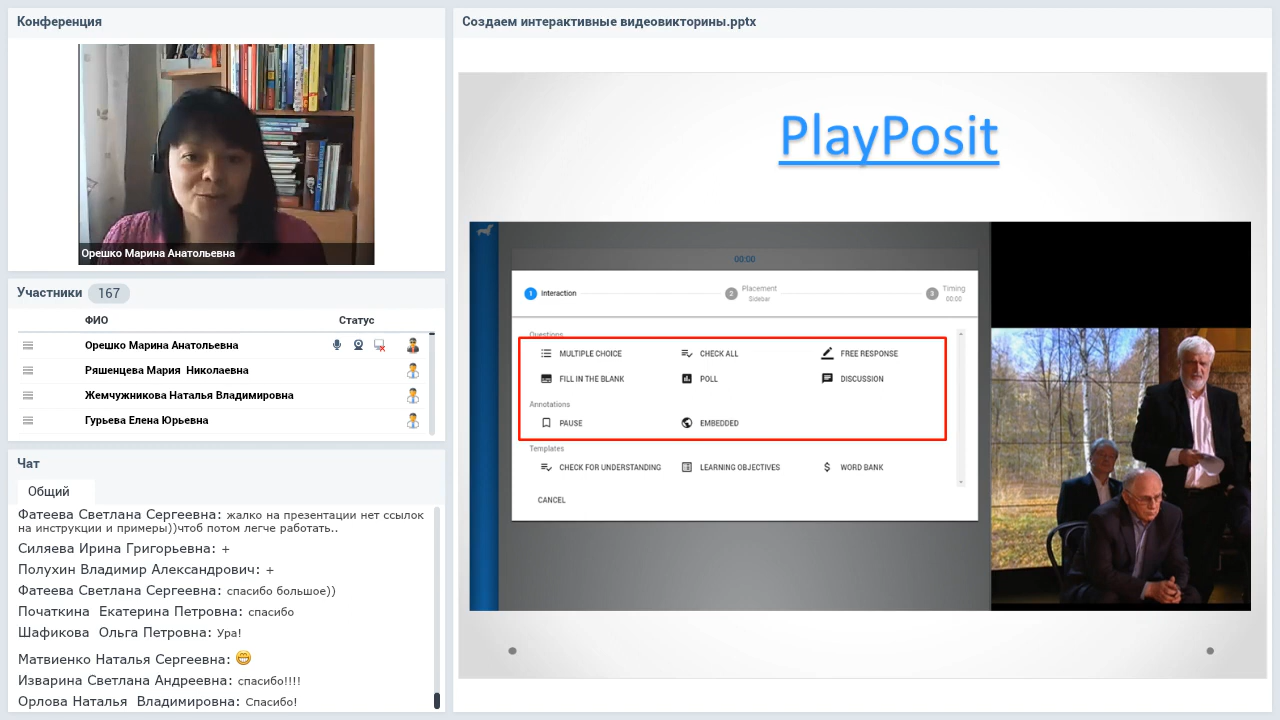 Конференция
Орешко Марина Анатольевна
Участники 167
ФИО Статус
Орешко Марина Анатольевна
Ряшенцева Мария Николаевна
Жемчужникова Наталья Владимировна
Гурьева Елена Юрьевна
Чат
Общий
Фатеева Светлана Сергеевна: жалко на презентации нет ссылок
на инструкции и примеры))чтоб потом легче работать..
Силяева Ирина Григорьевна: +
Полухин Владимир Александрович: +
Фатеева Светлана Сергеевна: спасибо большое))
Початкина Екатерина Петровна: спасибо
Шафикова Ольга Петровна: Ура!
Матвиенко Наталья Сергеевна:
Изварина Светлана Андреевна: спасибо!!!!
Орлова Наталья Владимировна: Спасибо!
Создаем интерактивные видеовикторины.pptx
PlayPosit
00:00
1 Interaction 2 Placement 3 Timing
Sidebar 00:00
Questions
MULTIPLE CHOICE CHECK ALL FREE RESPONSE
FILL IN THE BLANK POLL DISCUSSION
Annotations
PAUSE EMBEDDED
Templates
CHECK FOR UNDERSTANDING LEARNING OBJECTIVES WORD BANK
CANCEL